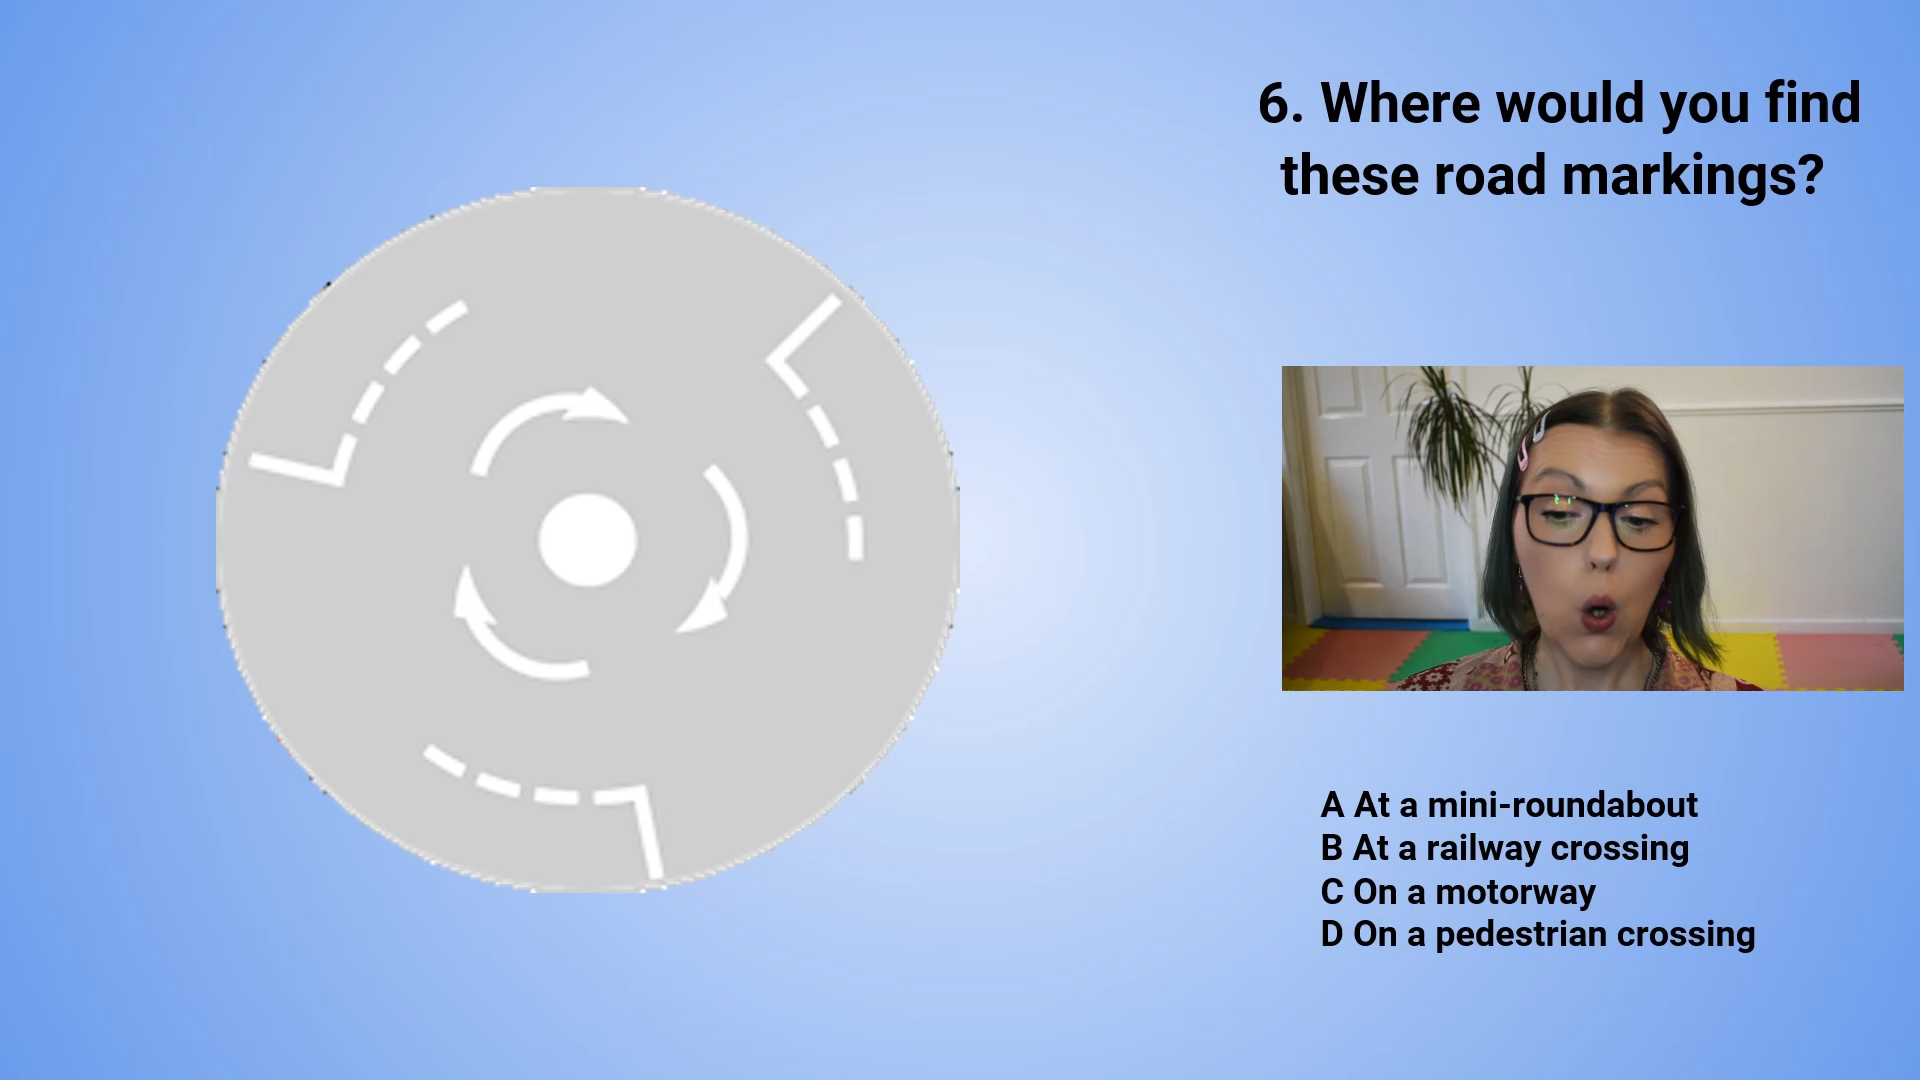 6. Where would you find
these road markings?
A At a mini-roundabout
B At a railway crossing
C On a motorway
D On a pedestrian crossing